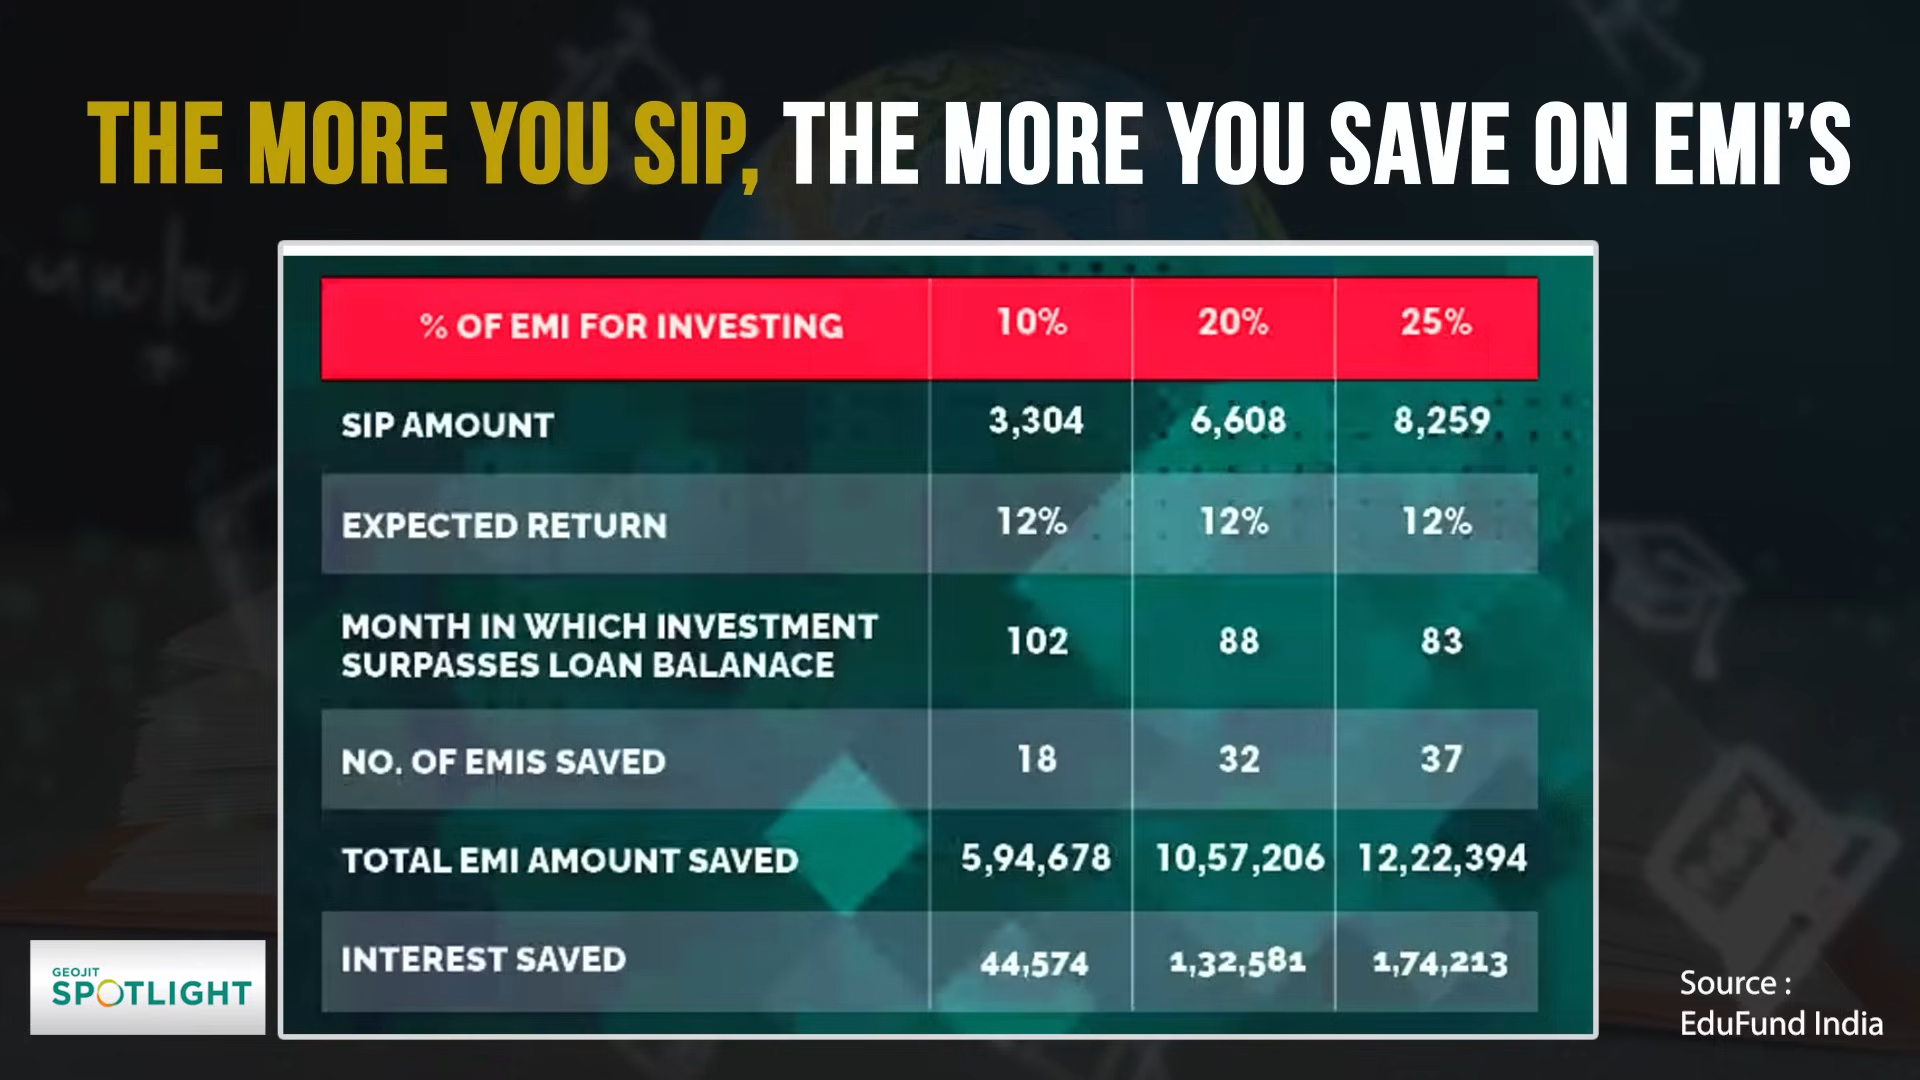 THE MORE YOU SIP, THE MORE YOU SAVE ON EMI'S
% OF EMI FOR INVESTING 10% 20% 25%
SIP AMOUNT 3,304 6,608 8,259
EXPECTED RETURN 12% 12% 12%
MONTH IN WHICH INVESTMENT
SURPASSES LOAN BALANACE 102 88 83
NO. OF EMIS SAVED 18 32 37
TOTAL EMI AMOUNT SAVED 5,94,678 10,57,206 12,22,394
INTEREST SAVED 44,574 1,32,581 1,74,213
GEOJIT
SPOTLIGHT
Source :
EduFund India